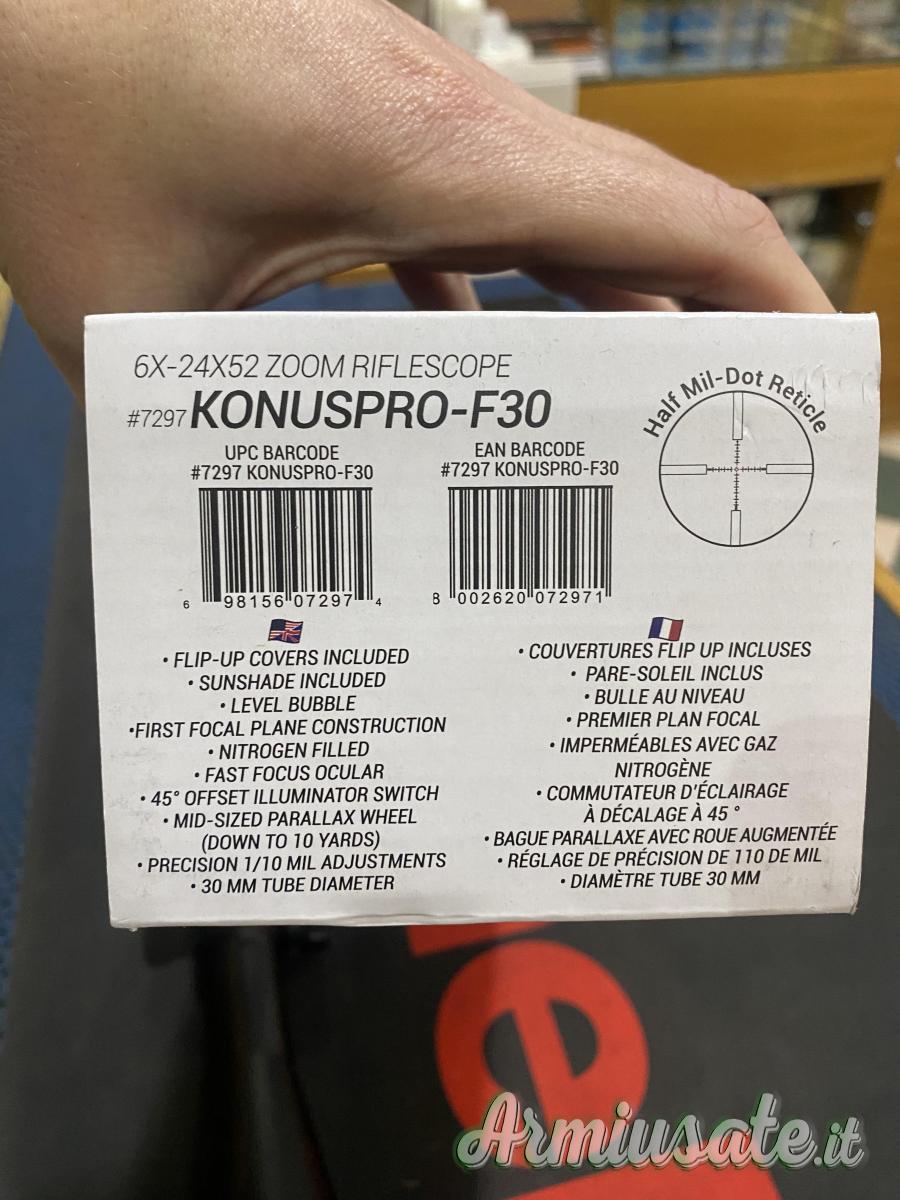 6X-24X52 ZOOM RIFLESCOPE
#7297 KONUSPRO-F30
Half Mil-Dot Reticle
UPC BARCODE
#7297 KONUSPRO-F30
6 98156 07297 4
EAN BARCODE
#7297 KONUSPRO-F30
8 002620 072971
• FLIP-UP COVERS INCLUDED
• SUNSHADE INCLUDED
• LEVEL BUBBLE
•FIRST FOCAL PLANE CONSTRUCTION
• NITROGEN FILLED
• FAST FOCUS OCULAR
• 45° OFFSET ILLUMINATOR SWITCH
• MID-SIZED PARALLAX WHEEL
(DOWN TO 10 YARDS)
• PRECISION 1/10 MIL ADJUSTMENTS
• 30 MM TUBE DIAMETER
• COUVERTURES FLIP UP INCLUSES
• PARE-SOLEIL INCLUS
• BULLE AU NIVEAU
• PREMIER PLAN FOCAL
• IMPERMÉABLES AVEC GAZ
NITROGÈNE
• COMMUTATEUR D'ÉCLAIRAGE
À DÉCALAGE À 45 °
• BAGUE PARALLAXE AVEC ROUE AUGMENTÉE
• RÉGLAGE DE PRÉCISION DE 110 DE MIL
• DIAMÈTRE TUBE 30 MM
Armiusate.it